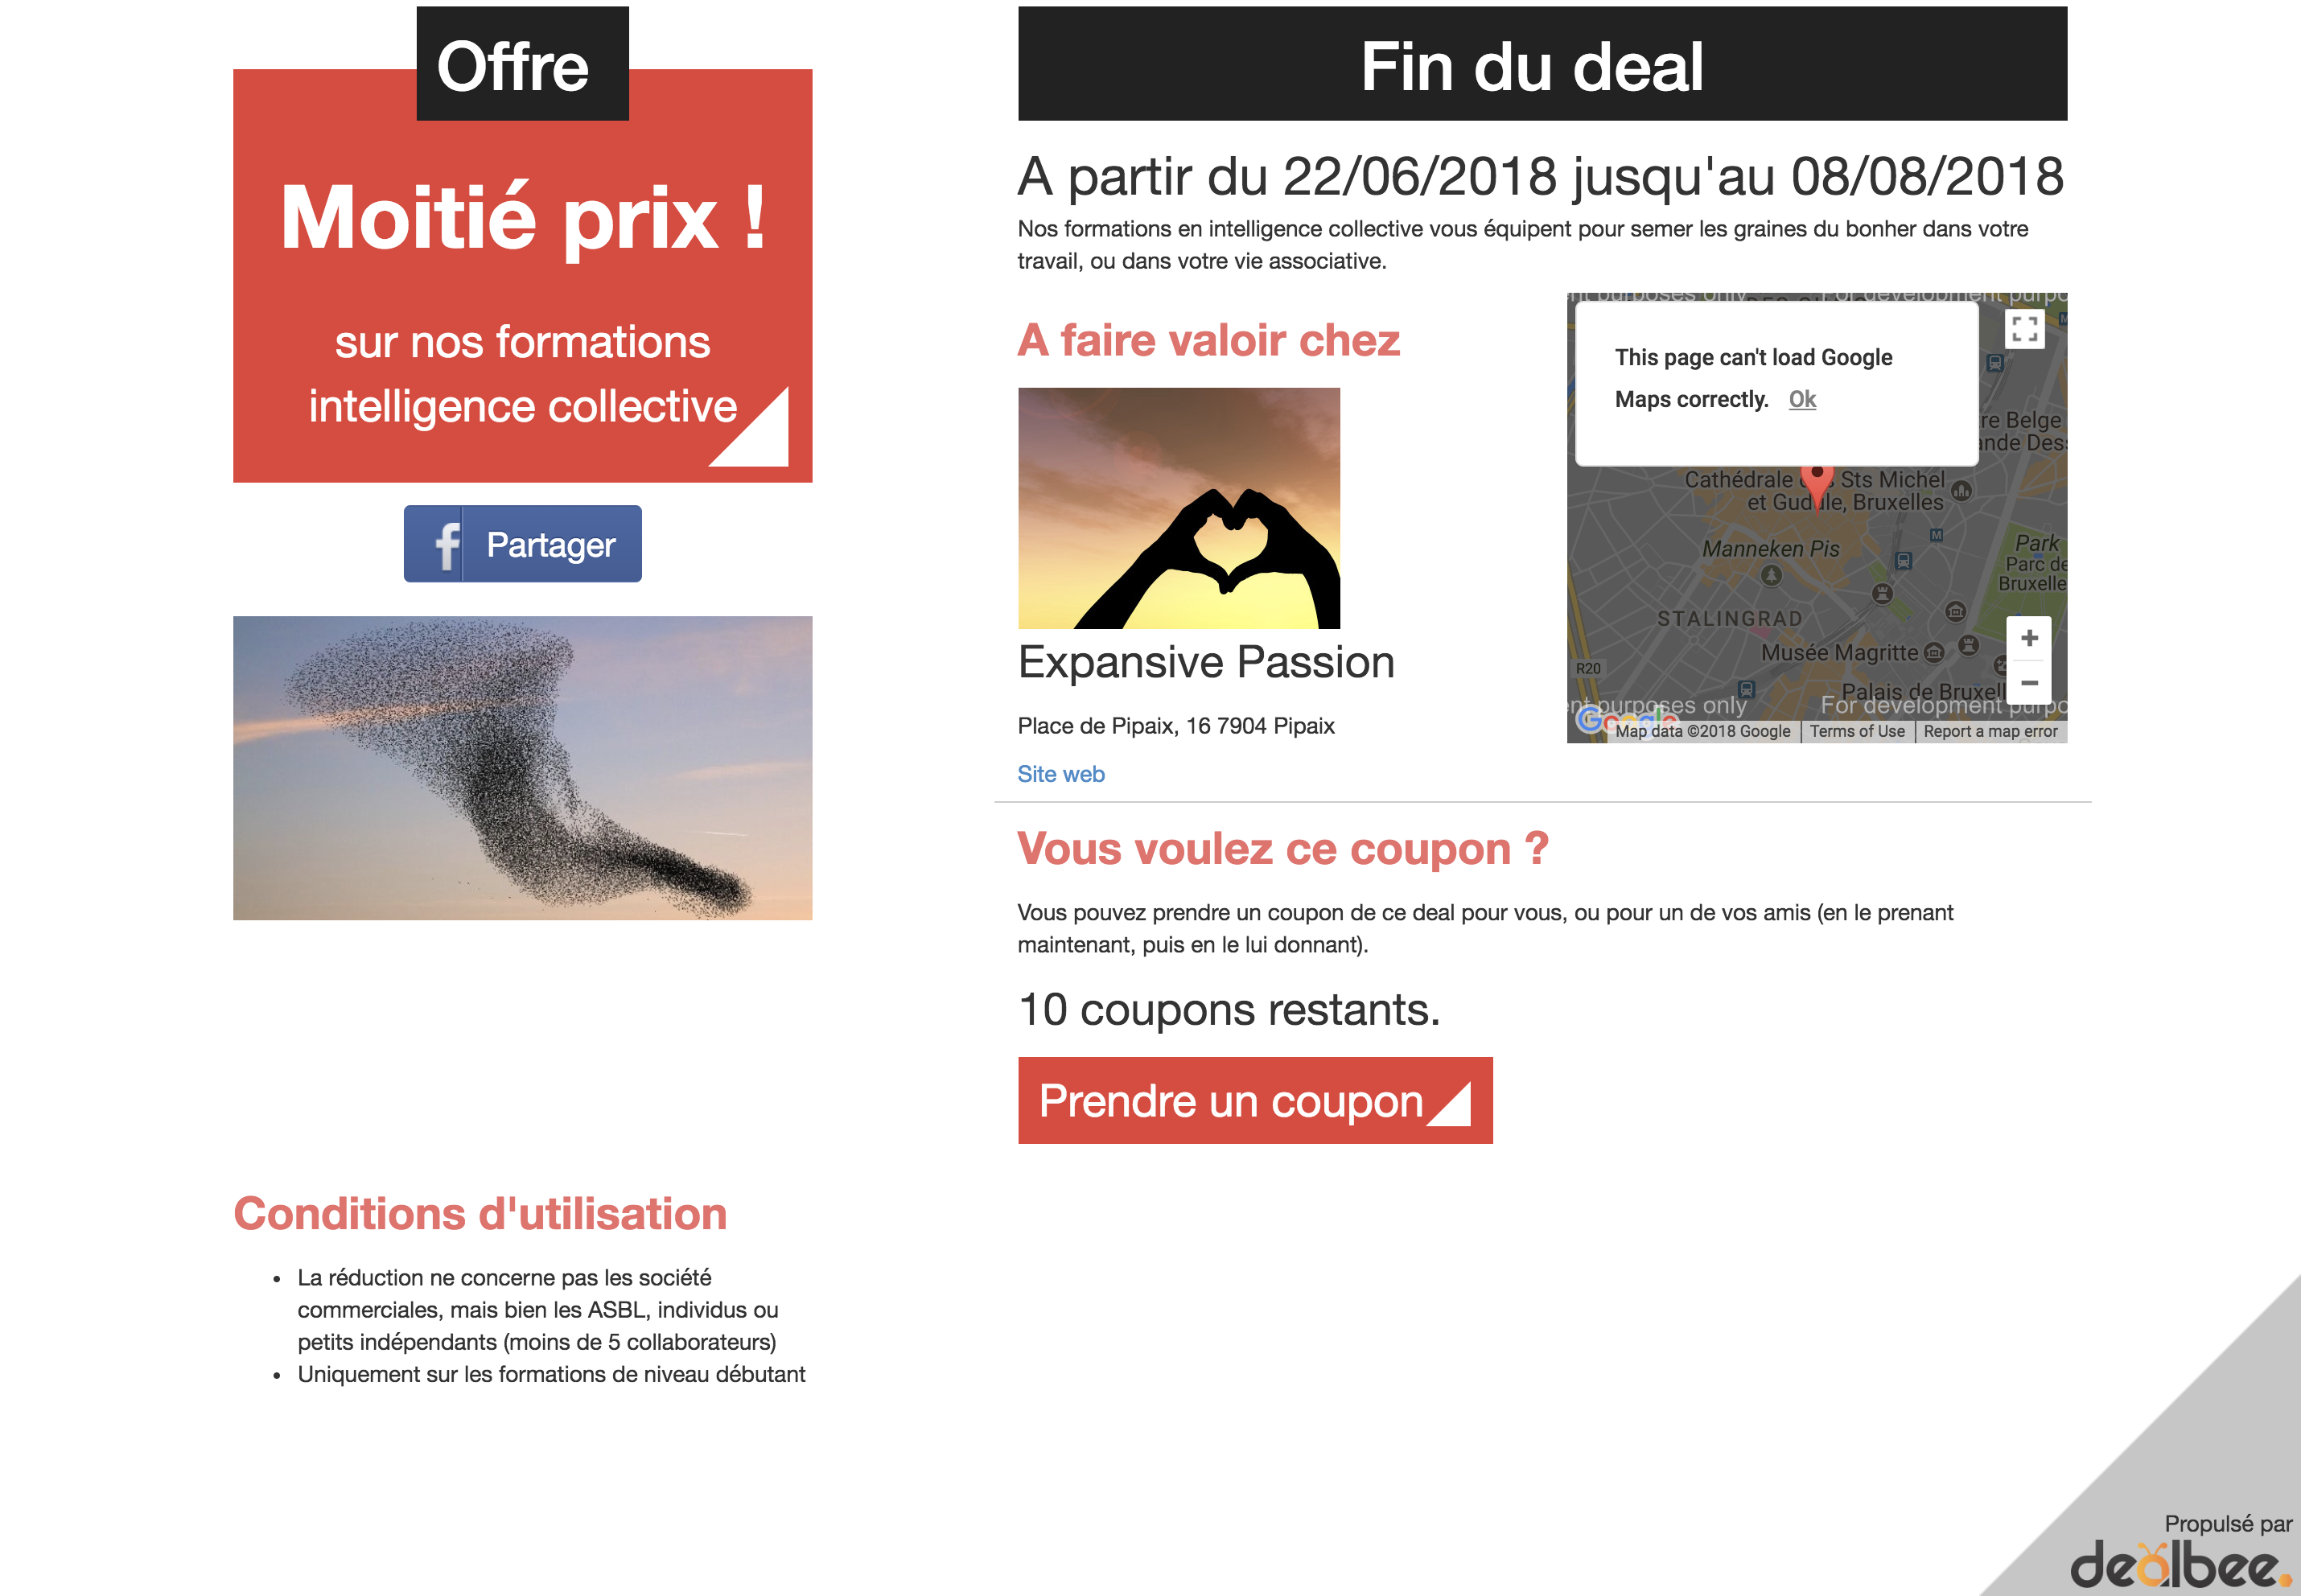 Offre
Moitié prix !
sur nos formations
intelligence collective
f Partager
Conditions d'utilisation
• La réduction ne concerne pas les société
commerciales, mais bien les ASBL, individus ou
petits indépendants (moins de 5 collaborateurs)
• Uniquement sur les formations de niveau débutant
Fin du deal
A partir du 22/06/2018 jusqu'au 08/08/2018
Nos formations en intelligence collective vous équipent pour semer les graines du bonher dans votre
travail, ou dans votre vie associative.
A faire valoir chez
Expansive Passion
Place de Pipaix, 16 7904 Pipaix
Site web
This page can't load Google
Maps correctly. Ok
re Belge
ande Des
Cathédrale Sts Michel
et Gudule, Bruxelles
Manneken Pis
Park
Parc de
Bruxelle
STALINGRAD
Musée Magritte
R20
Palais de Bruxell
purposes only For development purpo
Google
Map data ©2018 Google Terms of Use Report a map error
Vous voulez ce coupon ?
Vous pouvez prendre un coupon de ce deal pour vous, ou pour un de vos amis (en le prenant
maintenant, puis en le lui donnant).
10 coupons restants.
Prendre un coupon
Propulsé par
dealbee.